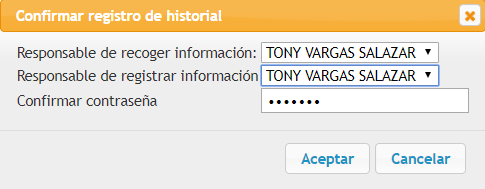 Confirmar registro de historial
Responsable de recoger información: TONY VARGAS SALAZAR
Responsable de registrar información TONY VARGAS SALAZAR
Confirmar contraseña •••••••
Aceptar Cancelar